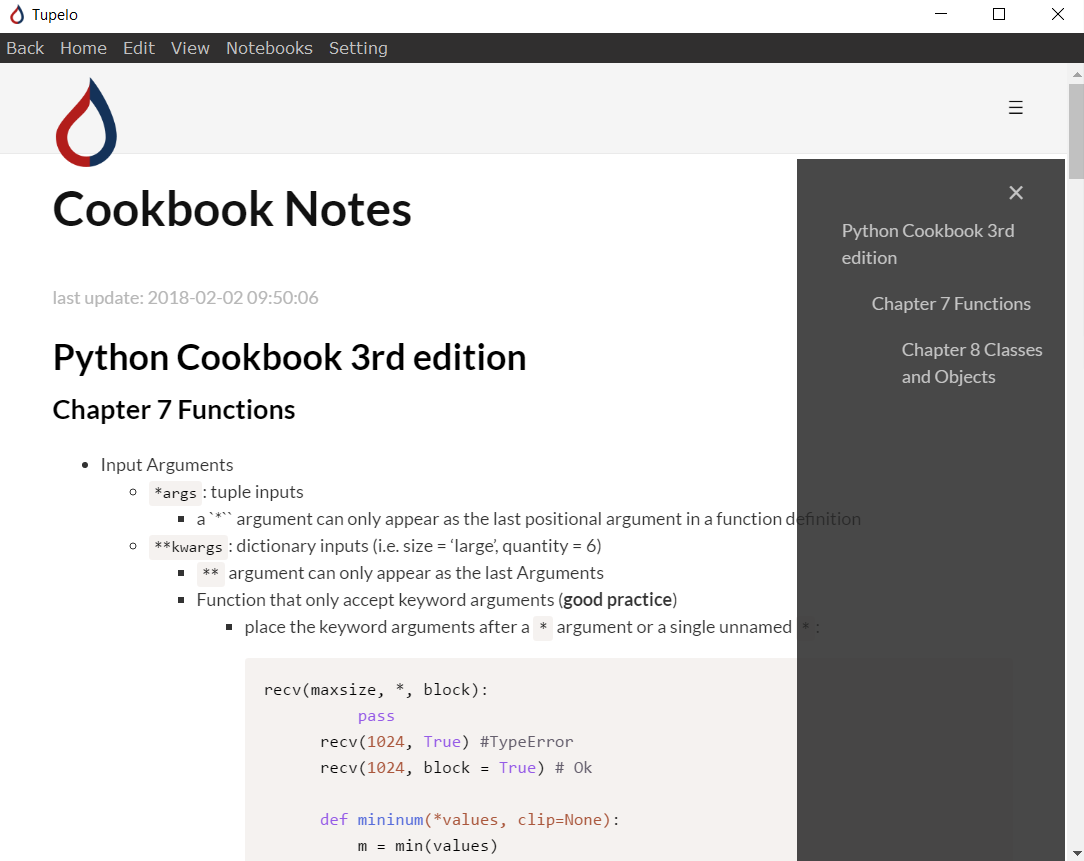 Tupelo
Back Home Edit View Notebooks Setting
☰
Cookbook Notes
✕
Python Cookbook 3rd
edition
Chapter 7 Functions
Chapter 8 Classes
and Objects
last update: 2018-02-02 09:50:06
Python Cookbook 3rd edition
Chapter 7 Functions
• Input Arguments
◦ *args : tuple inputs
▪ a `*`` argument can only appear as the last positional argument in a function definition
◦ **kwargs : dictionary inputs (i.e. size = ‘large’, quantity = 6)
▪ ** argument can only appear as the last Arguments
▪ Function that only accept keyword arguments (good practice)
▪ place the keyword arguments after a * argument or a single unnamed * :
recv(maxsize, *, block):
pass
recv(1024, True) #TypeError
recv(1024, block = True) # Ok
def mininum(*values, clip=None):
m = min(values)